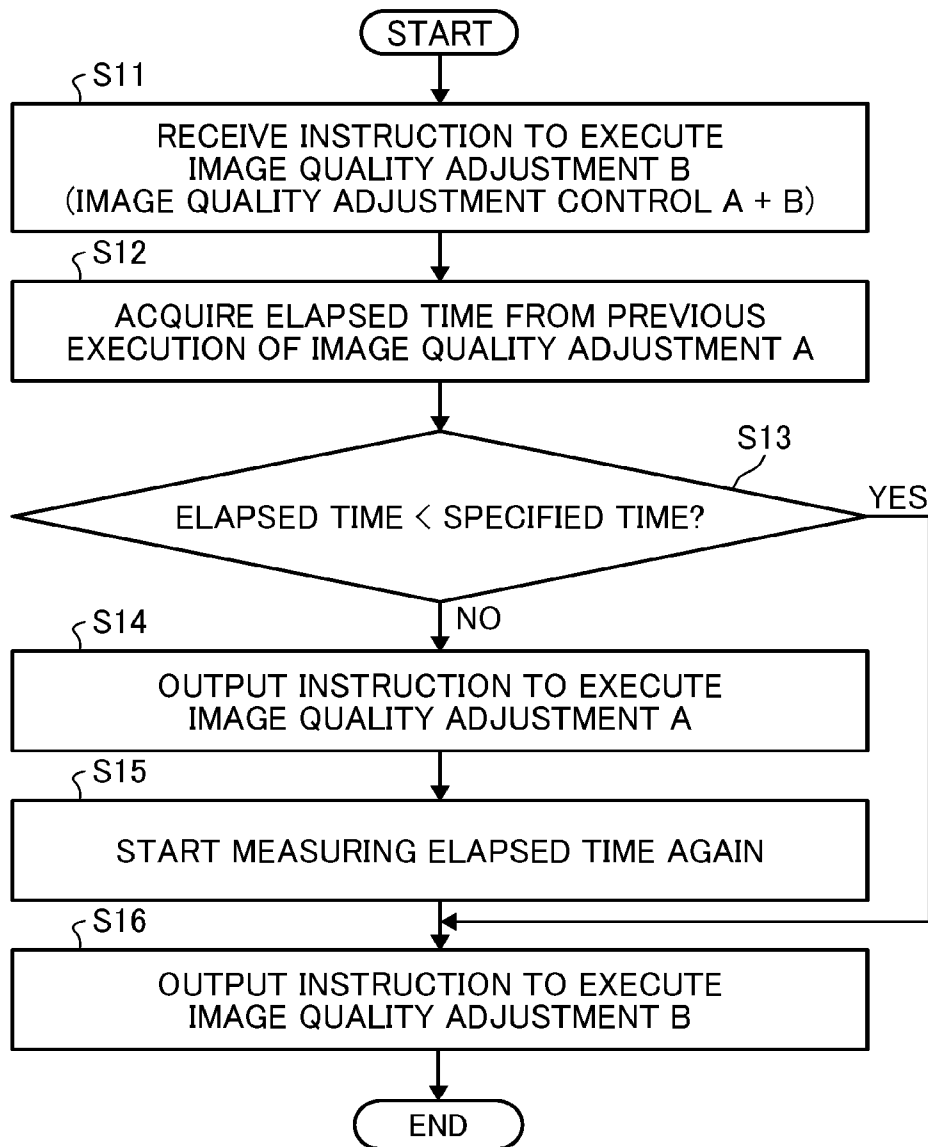 START
S11
RECEIVE INSTRUCTION TO EXECUTE
IMAGE QUALITY ADJUSTMENT B
(IMAGE QUALITY ADJUSTMENT CONTROL A + B)
S12
ACQUIRE ELAPSED TIME FROM PREVIOUS
EXECUTION OF IMAGE QUALITY ADJUSTMENT A
S13
ELAPSED TIME < SPECIFIED TIME?
YES
NO
S14
OUTPUT INSTRUCTION TO EXECUTE
IMAGE QUALITY ADJUSTMENT A
S15
START MEASURING ELAPSED TIME AGAIN
S16
OUTPUT INSTRUCTION TO EXECUTE
IMAGE QUALITY ADJUSTMENT B
END